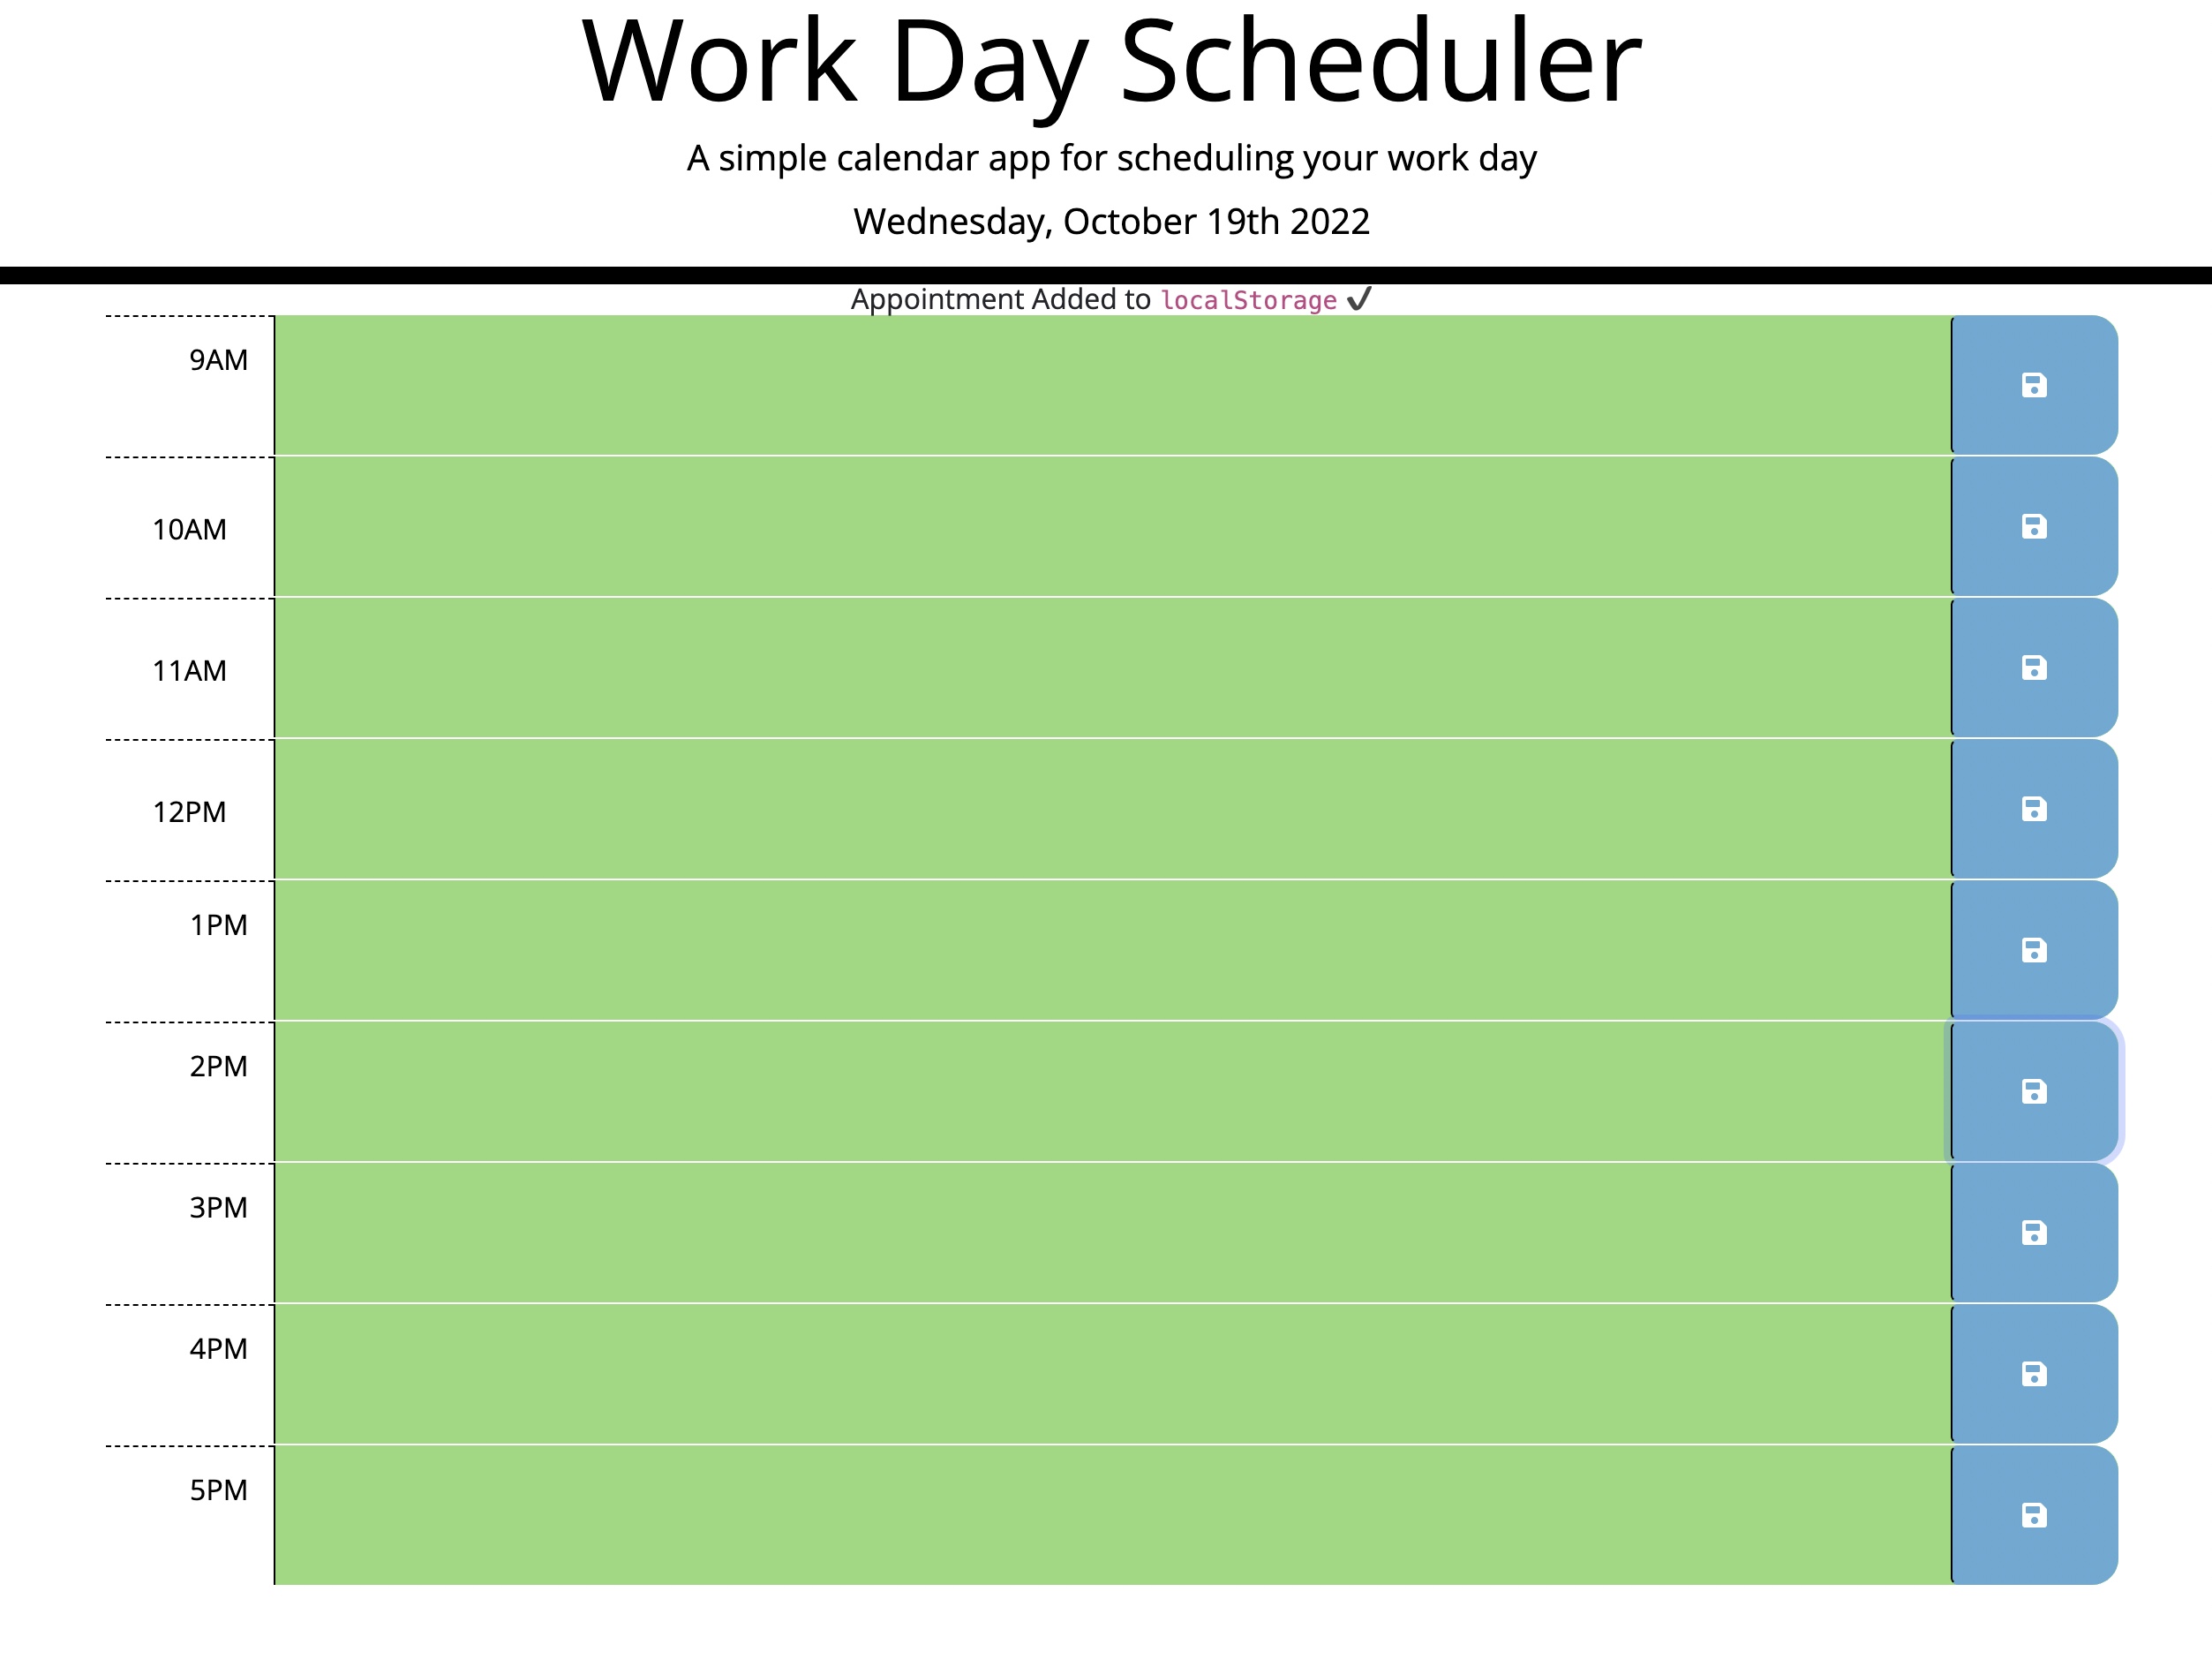 Work Day Scheduler
A simple calendar app for scheduling your work day
Wednesday, October 19th 2022
Appointment Added to localStorage ✔
9AM
10AM
11AM
12PM
1PM
2PM
3PM
4PM
5PM